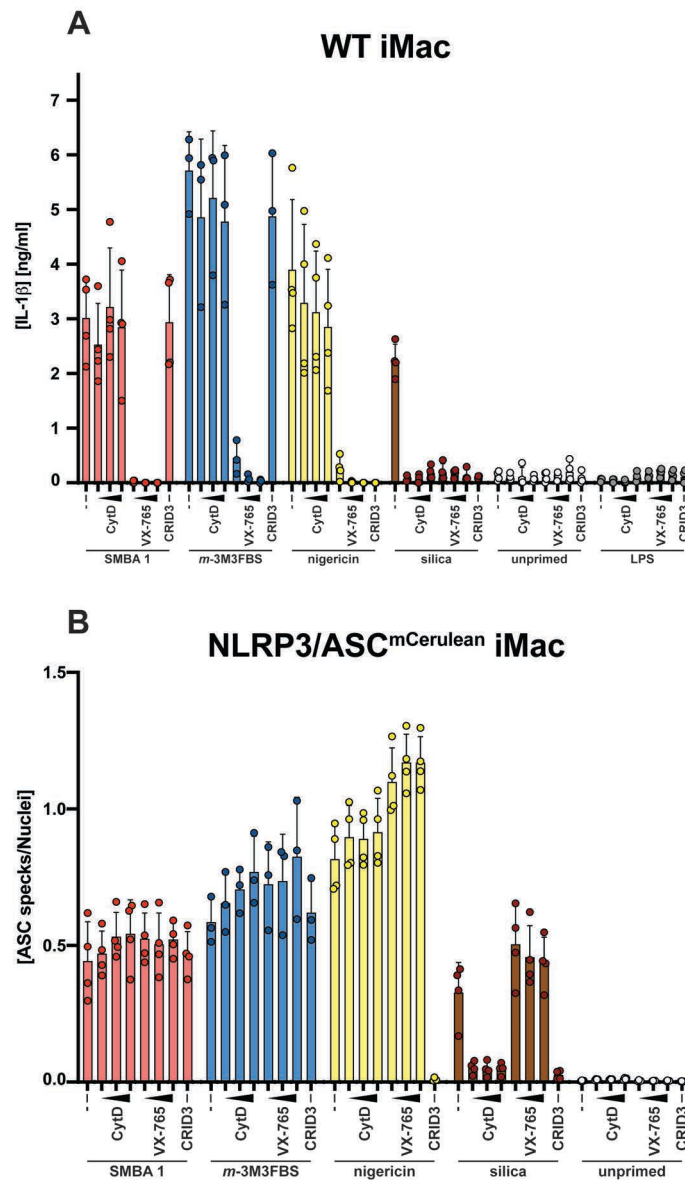 A
WT iMac
[IL-1β] [ng/ml]
7
6
5
4
3
2
1
0
- CytD VX-765 CRID3 - CytD VX-765 CRID3 - CytD VX-765 CRID3 - CytD VX-765 CRID3 - CytD VX-765 CRID3 - CytD VX-765 CRID3
SMBA 1 m-3M3FBS nigericin silica unprimed LPS
B
NLRP3/ASCmCerulean iMac
[ASC specks/Nuclei]
1.5
1.0
0.5
0.0
- CytD VX-765 CRID3 - CytD VX-765 CRID3 - CytD VX-765 CRID3 - CytD VX-765 CRID3 - CytD VX-765 CRID3
SMBA 1 m-3M3FBS nigericin silica unprimed